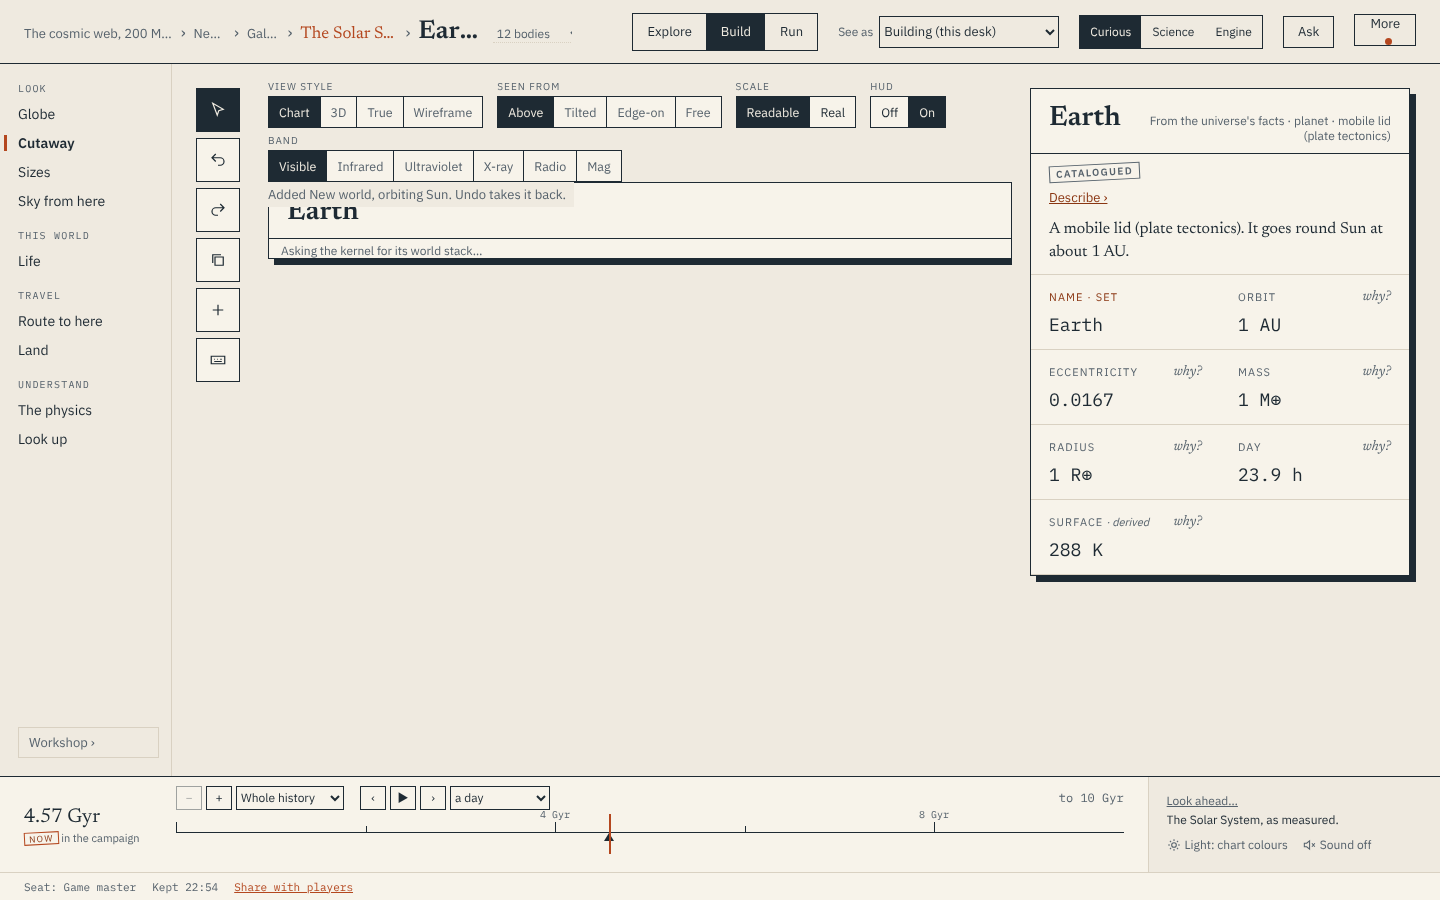 The cosmic web, 200 M... › Ne... › Gal... › The Solar S... › Ear... 12 bodies
Explore Build Run
See as Building (this desk)
Curious Science Engine
Ask
More
LOOK
Globe
Cutaway
Sizes
Sky from here
THIS WORLD
Life
TRAVEL
Route to here
Land
UNDERSTAND
The physics
Look up
Workshop ›
VIEW STYLE
Chart 3D True Wireframe
SEEN FROM
Above Tilted Edge-on Free
SCALE
Readable Real
HUD
Off On
BAND
Visible Infrared Ultraviolet X-ray Radio Mag
Added New world, orbiting Sun. Undo takes it back.
Earth
Asking the kernel for its world stack...
Earth
From the universe's facts · planet · mobile lid
(plate tectonics)
CATALOGUED
Describe ›
A mobile lid (plate tectonics). It goes round Sun at
about 1 AU.
NAME · SET
Earth
ORBIT why?
1 AU
ECCENTRICITY why?
0.0167
MASS why?
1 M⊕
RADIUS why?
1 R⊕
DAY why?
23.9 h
SURFACE · derived why?
288 K
4.57 Gyr
NOW in the campaign
− + Whole history ‹ ▶ › a day
to 10 Gyr
4 Gyr 8 Gyr
Look ahead...
The Solar System, as measured.
Light: chart colours Sound off
Seat: Game master Kept 22:54 Share with players